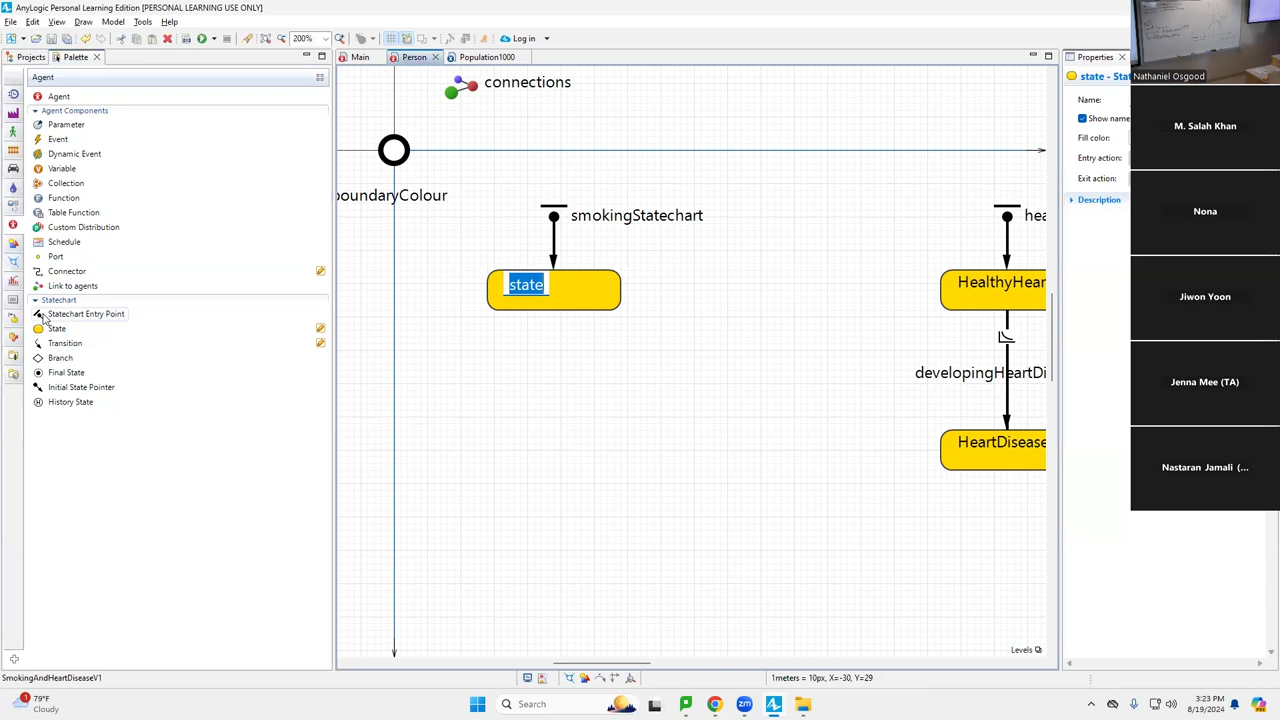 AnyLogic Personal Learning Edition [PERSONAL LEARNING USE ONLY]
File Edit View Draw Model Tools Help
200% Log in
Projects Palette Main Person Population1000 Properties
Nathaniel Osgood
Agent
state - Stat
Agent
Agent Components
Parameter
Event
Dynamic Event
Variable
Collection
Function
Table Function
Custom Distribution
Schedule
Port
Connector
Link to agents
Statechart
Statechart Entry Point
State
Transition
Branch
Final State
Initial State Pointer
History State
connections
boundaryColour
smokingStatechart
state
hea
HealthyHear
developingHeartDi
HeartDisease
Levels
Name:
Show name
Fill color:
Entry action:
Exit action:
Description
M. Salah Khan
Nona
Jiwon Yoon
Jenna Mee (TA)
Nastaran Jamali (...
SmokingAndHeartDiseaseV1
1meters = 10px, X=-30, Y=29
1
79°F
Cloudy
Search
zm
3:23 PM
8/19/2024